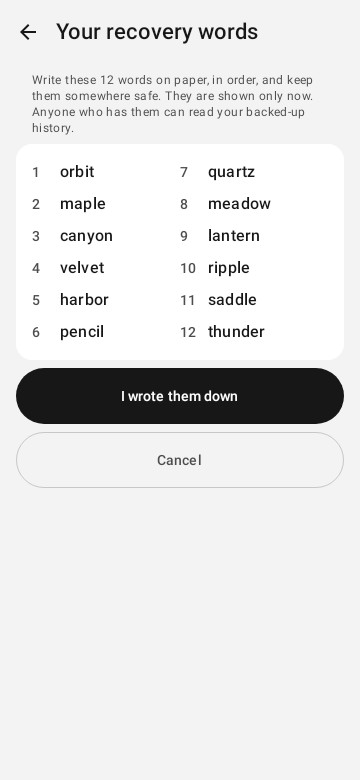 Your recovery words
Write these 12 words on paper, in order, and keep
them somewhere safe. They are shown only now.
Anyone who has them can read your backed-up
history.
1 orbit
2 maple
3 canyon
4 velvet
5 harbor
6 pencil
7 quartz
8 meadow
9 lantern
10 ripple
11 saddle
12 thunder
I wrote them down
Cancel